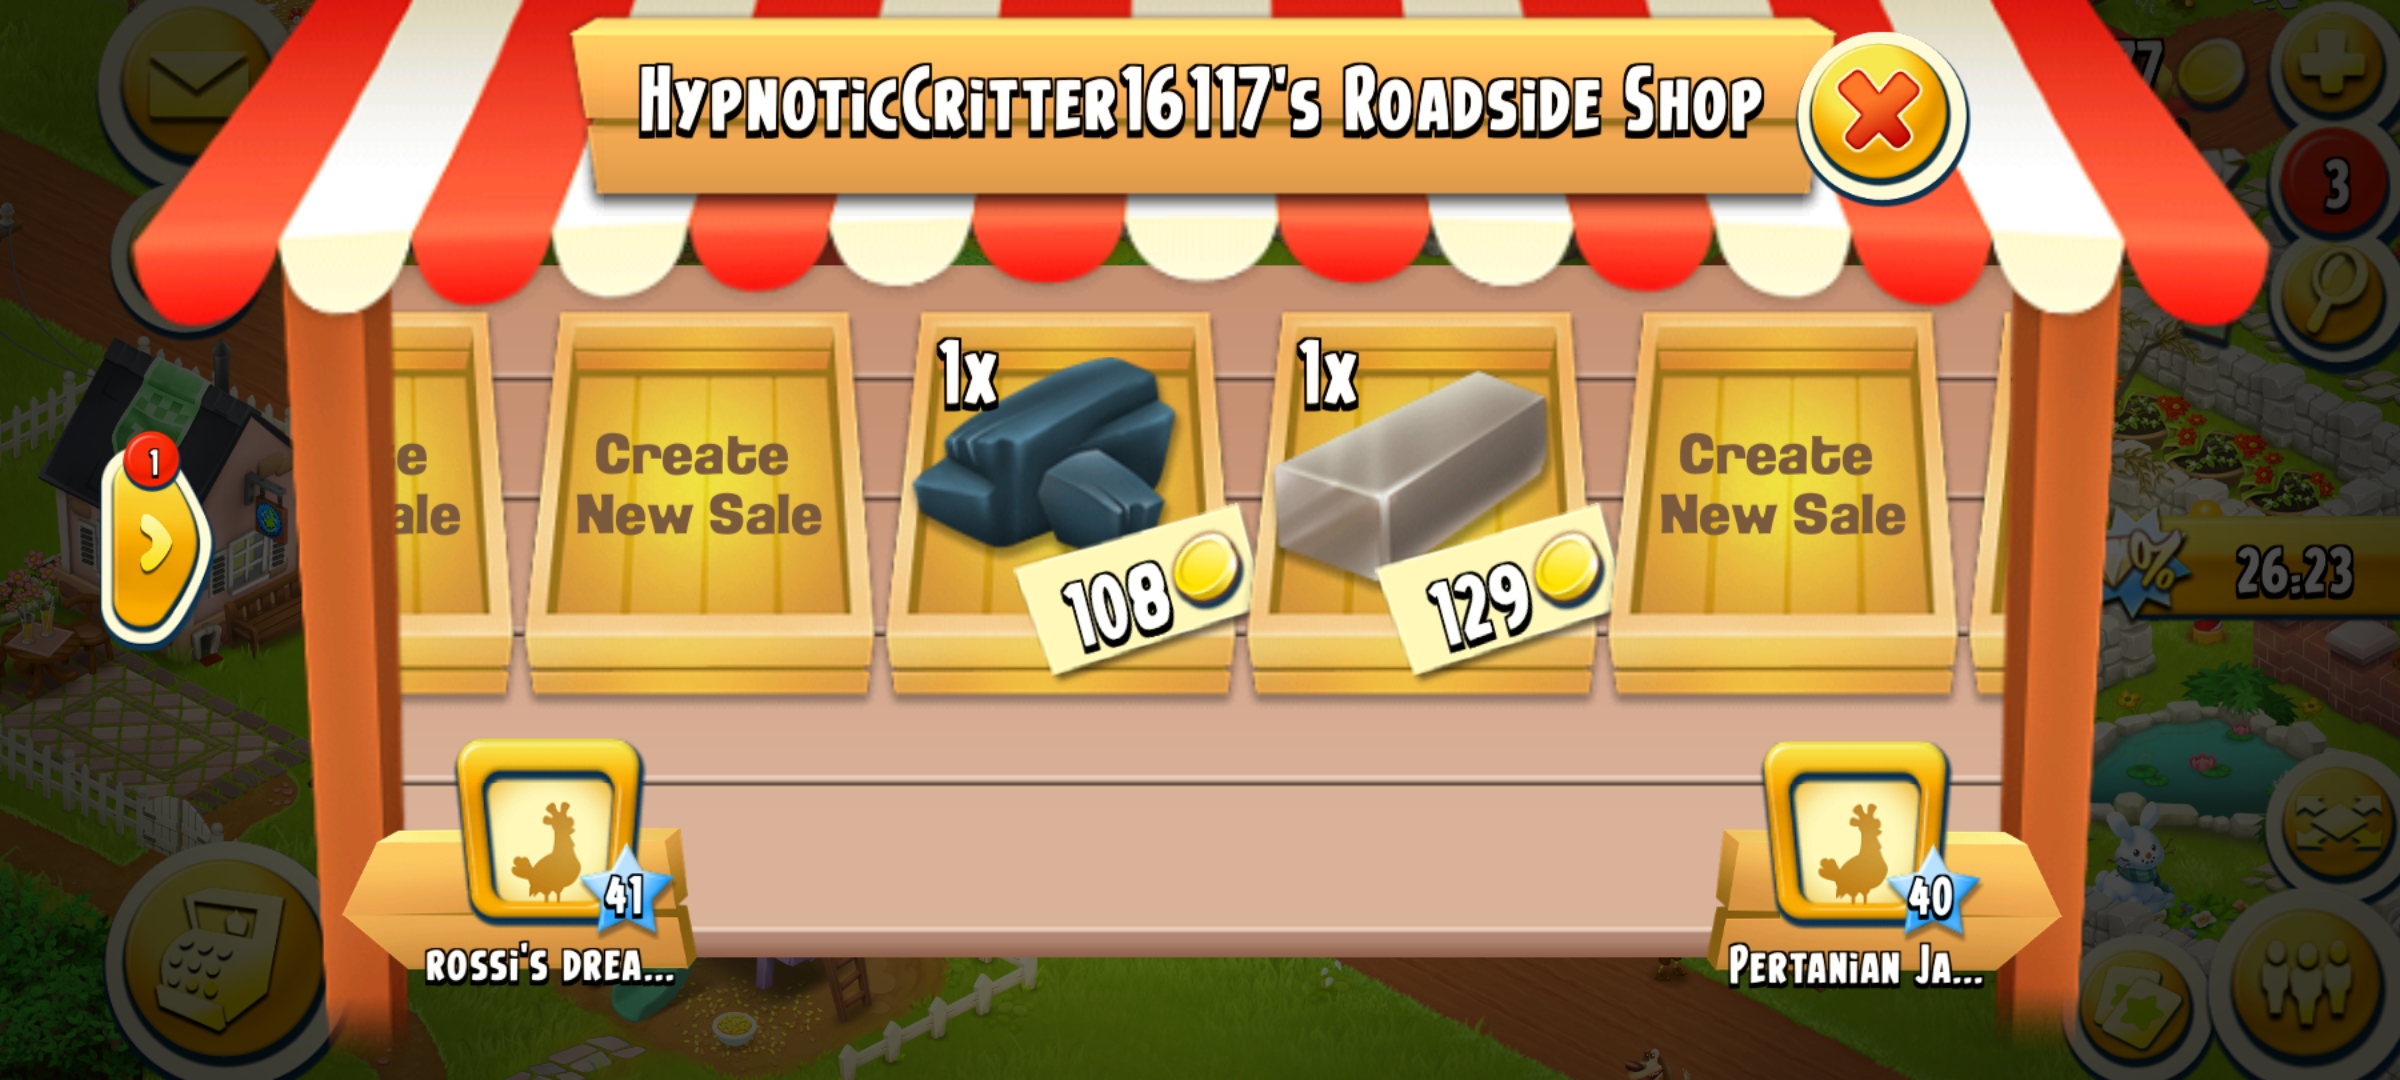 HypnoticCritter16117's Roadside Shop
3
1
e
ale
Create
New Sale
1x
108
1x
129
Create
New Sale
26:23
41
ROSSi'S DREA...
40
PERTANiAN JA...